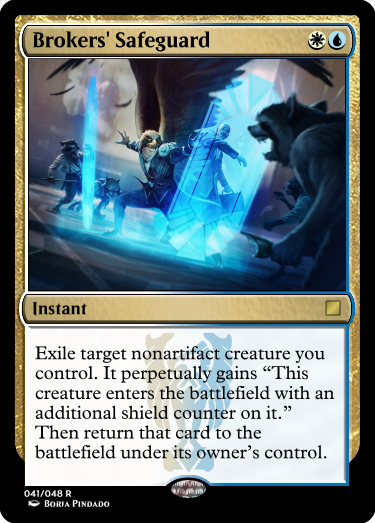 Brokers' Safeguard
Instant
Exile target nonartifact creature you
control. It perpetually gains “This
creature enters the battlefield with an
additional shield counter on it.”
Then return that card to the
battlefield under its owner’s control.
041/048 R
Boria Pindado